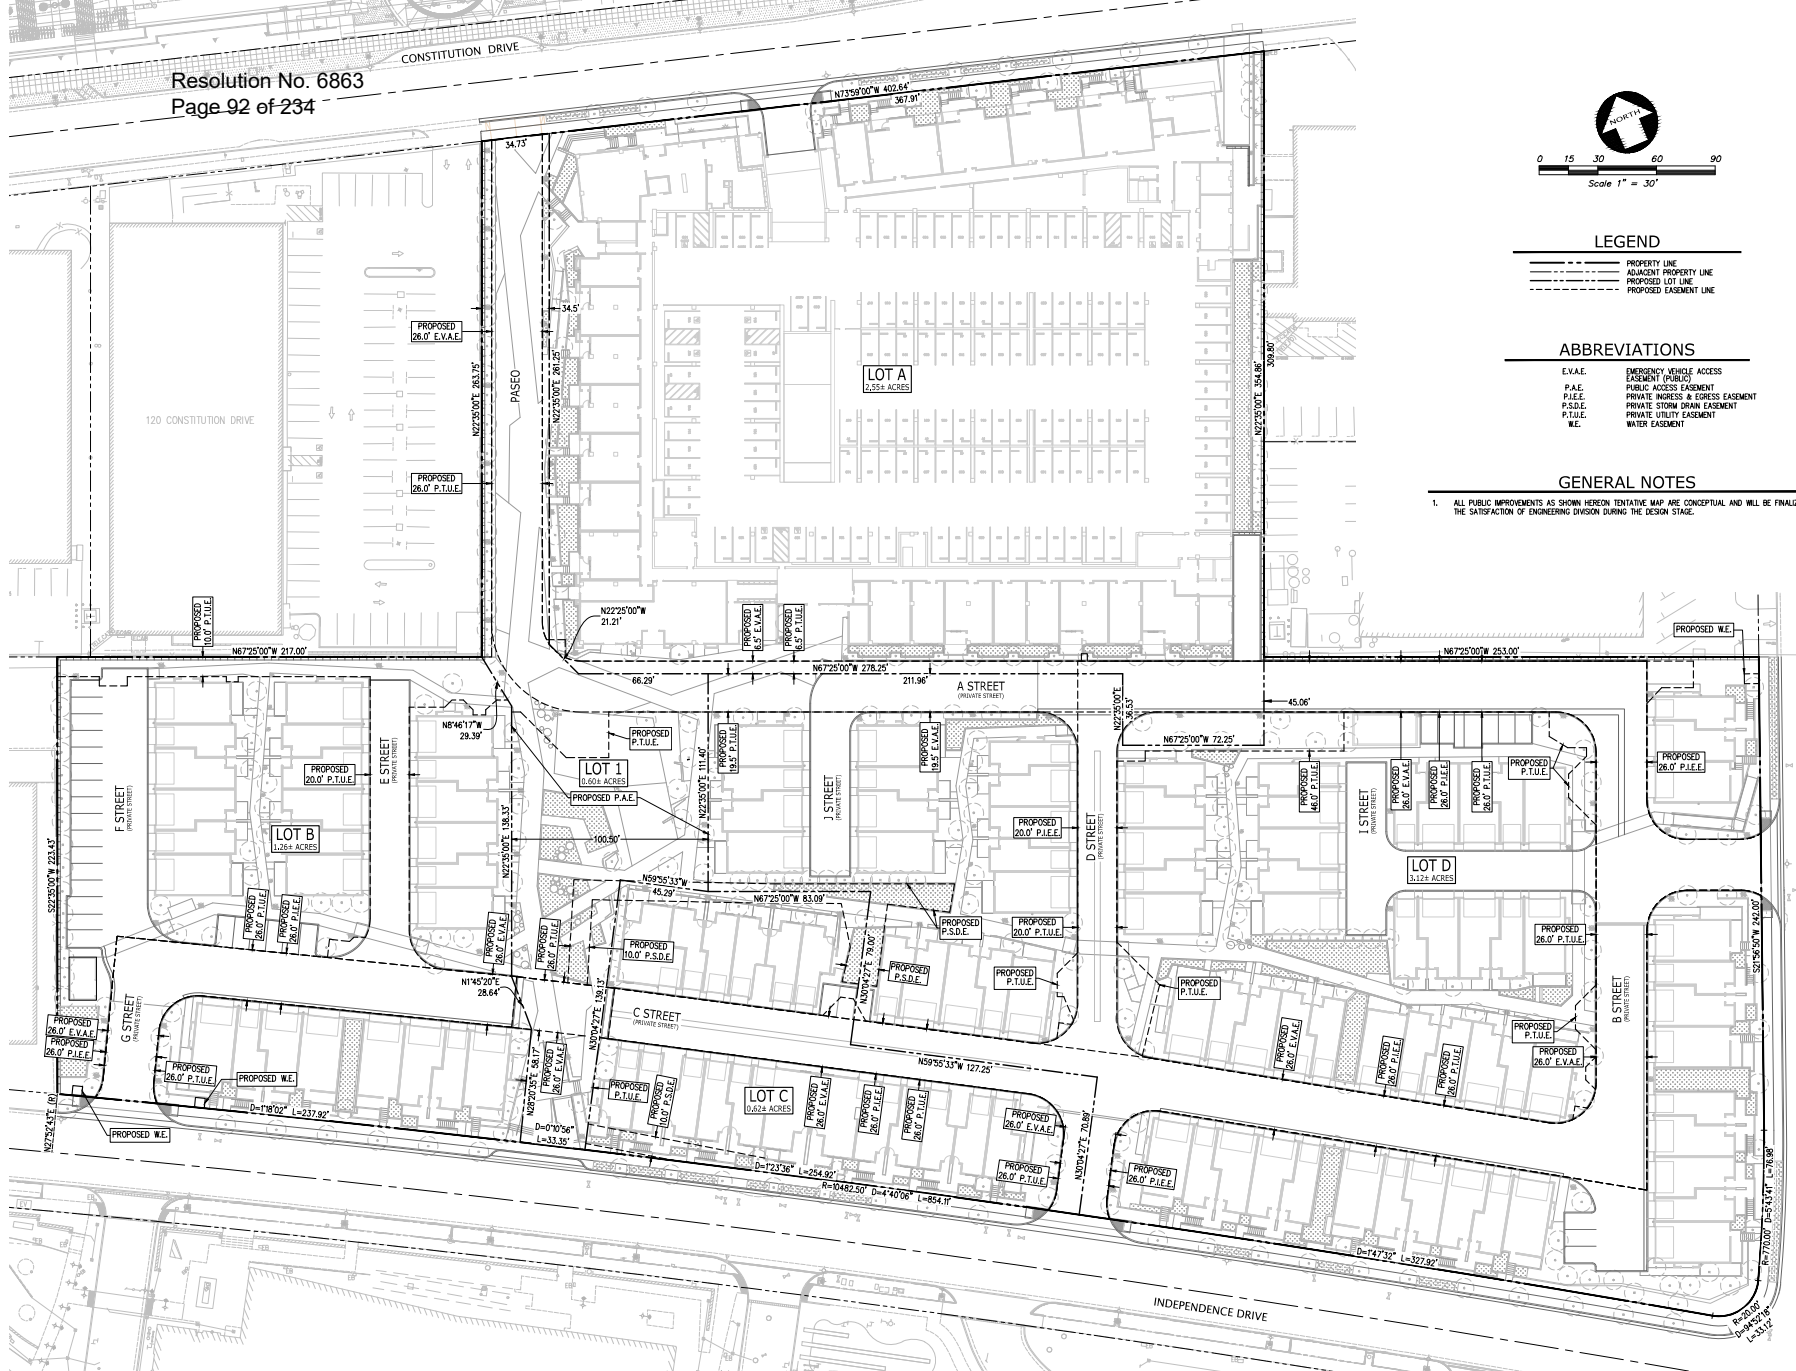 CONSTITUTION DRIVE
Resolution No. 6863
Page 92 of 234
N73°59'00"W 402.64'
367.91'
34.73'
NORTH
0 15 30 60 90
Scale 1" = 30'
LEGEND
PROPERTY LINE
ADJACENT PROPERTY LINE
PROPOSED LOT LINE
PROPOSED EASEMENT LINE
ABBREVIATIONS
E.V.A.E. EMERGENCY VEHICLE ACCESS
EASEMENT (PUBLIC)
P.A.E. PUBLIC ACCESS EASEMENT
P.I.E.E. PRIVATE INGRESS & EGRESS EASEMENT
P.S.D.E. PRIVATE STORM DRAIN EASEMENT
P.T.U.E. PRIVATE UTILITY EASEMENT
W.E. WATER EASEMENT
GENERAL NOTES
1. ALL PUBLIC IMPROVEMENTS AS SHOWN HEREON TENTATIVE MAP ARE CONCEPTUAL AND WILL BE
THE SATISFACTION OF ENGINEERING DIVISION DURING THE DESIGN STAGE.
34.5'
PROPOSED
26.0' E.V.A.E.
N22°35'00"E 263.75'
PASEO
N22°35'00"E 261.25'
LOT A
2.55± ACRES
N22°35'00"E 354.86'
309.80'
120 CONSTITUTION DRIVE
PROPOSED
26.0' P.T.U.E.
PROPOSED
10.0' P.T.U.E.
N22°25'00"W
21.21'
PROPOSED
6.5' E.V.A.E.
PROPOSED
6.5' P.T.U.E.
PROPOSED W.E.
N67°25'00"W 217.00'
N67°25'00"W 278.25'
N67°25'00"W 253.00'
66.29'
211.96'
A STREET
(PRIVATE STREET)
N22°35'00"E
36.53'
45.06'
N8°46'17"W
29.39'
PROPOSED
P.T.U.E.
PROPOSED
19.5' P.T.U.E.
PROPOSED
19.5' E.V.A.E.
N67°25'00"W 72.25'
PROPOSED
20.0' P.T.U.E.
E STREET
(PRIVATE STREET)
LOT 1
0.60± ACRES
PROPOSED P.A.E.
N22°35'00"E 111.40'
PROPOSED
46.0' P.T.U.E.
PROPOSED
26.0' E.V.A.E.
PROPOSED
26.0' P.I.E.E.
PROPOSED
26.0' P.T.U.E.
PROPOSED
P.T.U.E.
PROPOSED
26.0' P.I.E.E.
F STREET
(PRIVATE STREET)
LOT B
1.26± ACRES
N22°35'00"E 138.33'
100.50'
J STREET
(PRIVATE STREET)
PROPOSED
20.0' P.I.E.E.
D STREET
(PRIVATE STREET)
I STREET
(PRIVATE STREET)
LOT D
3.12± ACRES
S22°35'00"W 223.43'
N59°55'33"W
45.29'
N67°25'00"W 83.09'
PROPOSED
26.0' P.T.U.E.
PROPOSED
26.0' P.I.E.E.
PROPOSED
26.0' E.V.A.E.
PROPOSED
26.0' P.T.U.E.
PROPOSED
10.0' P.S.D.E.
PROPOSED
P.S.D.E.
PROPOSED
20.0' P.T.U.E.
PROPOSED
26.0' P.T.U.E.
S21°56'50"W 242.00'
N30°04'27"E 79.00'
PROPOSED
P.S.D.E.
PROPOSED
P.T.U.E.
PROPOSED
P.T.U.E.
N1°45'20"E
28.64'
N30°04'27"E 139.13'
C STREET
(PRIVATE STREET)
G STREET
(PRIVATE STREET)
B STREET
(PRIVATE STREET)
PROPOSED
26.0' E.V.A.E.
PROPOSED
26.0' P.I.E.E.
PROPOSED
P.T.U.E.
PROPOSED
26.0' E.V.A.E.
PROPOSED
26.0' E.V.A.E.
PROPOSED
26.0' P.I.E.E.
PROPOSED
26.0' P.T.U.E.
PROPOSED
26.0' P.T.U.E.
PROPOSED W.E.
N28°20'35"E 58.17'
PROPOSED
26.0' E.V.A.E.
N59°55'33"W 127.25'
PROPOSED
P.T.U.E.
PROPOSED
10.0' P.S.D.E.
LOT C
0.62± ACRES
PROPOSED
26.0' E.V.A.E.
PROPOSED
26.0' P.I.E.E.
PROPOSED
26.0' P.T.U.E.
PROPOSED
26.0' E.V.A.E.
N30°04'27"E 70.89'
N27°52'43"E (R)
D=1°18'02" L=237.92'
PROPOSED W.E.
D=0°10'56"
L=33.35'
D=1°23'36" L=254.92'
R=10482.50' D=4°40'06" L=854.11'
PROPOSED
26.0' P.T.U.E.
PROPOSED
26.0' P.I.E.E.
D=1°47'32" L=327.92'
R=770.00' D=5°43'41" L=76.98'
R=20.00'
D=94°52'18"
L=33.12'
INDEPENDENCE DRIVE